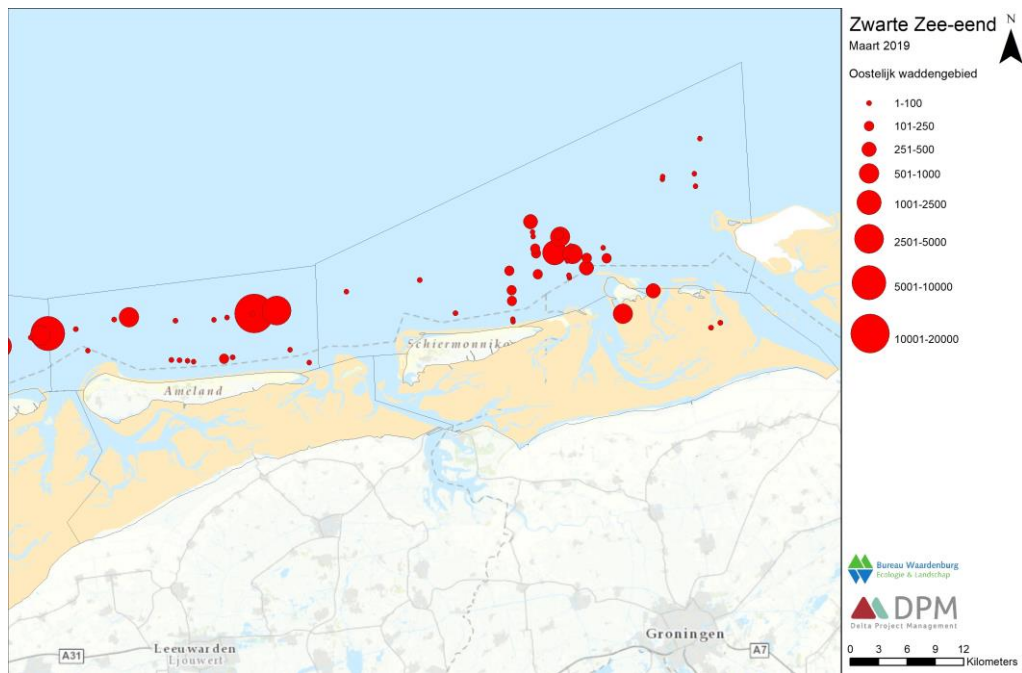 Zwarte Zee-eend
N
Maart 2019
Oostelijk waddengebied
1-100
101-250
251-500
501-1000
1001-2500
2501-5000
5001-10000
10001-20000
Schiermonniko
Ameland
Bureau Waardenburg
Ecologie & Landschap
DPM
Delta Project Management
Groningen
A31
Leeuwarden
Ljouwert
A7
0 3 6 9 12
Kilometers